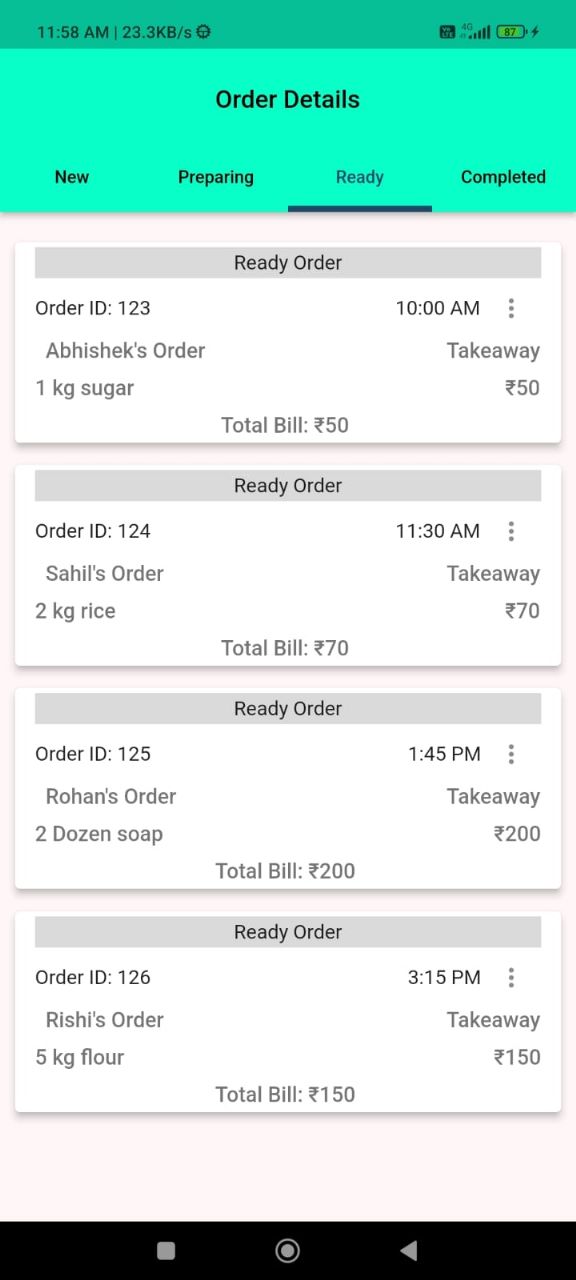 11:58 AM | 23.3KB/s
4G
87
Order Details
New Preparing Ready Completed
Ready Order
Order ID: 123 10:00 AM
Abhishek's Order Takeaway
1 kg sugar ₹50
Total Bill: ₹50
Ready Order
Order ID: 124 11:30 AM
Sahil's Order Takeaway
2 kg rice ₹70
Total Bill: ₹70
Ready Order
Order ID: 125 1:45 PM
Rohan's Order Takeaway
2 Dozen soap ₹200
Total Bill: ₹200
Ready Order
Order ID: 126 3:15 PM
Rishi's Order Takeaway
5 kg flour ₹150
Total Bill: ₹150